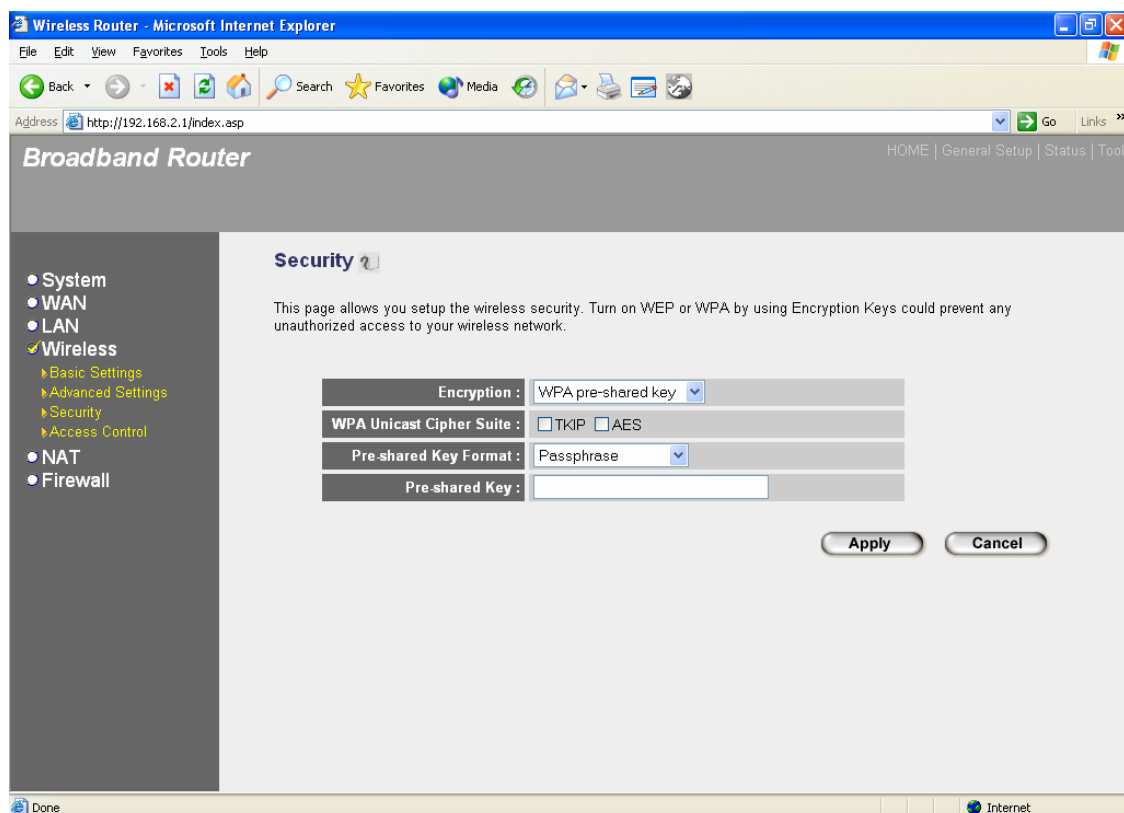 Wireless Router - Microsoft Internet Explorer
File Edit View Favorites Tools Help
Back Search Favorites Media
Address http://192.168.2.1/index.asp Go Links »
Broadband Router
HOME | General Setup | Status | Tool
System
WAN
LAN
Wireless
Basic Settings
Advanced Settings
Security
Access Control
NAT
Firewall
Security
This page allows you setup the wireless security. Turn on WEP or WPA by using Encryption Keys could prevent any
unauthorized access to your wireless network.
Encryption : WPA pre-shared key
WPA Unicast Cipher Suite : TKIP AES
Pre-shared Key Format : Passphrase
Pre-shared Key :
Apply Cancel
Done Internet